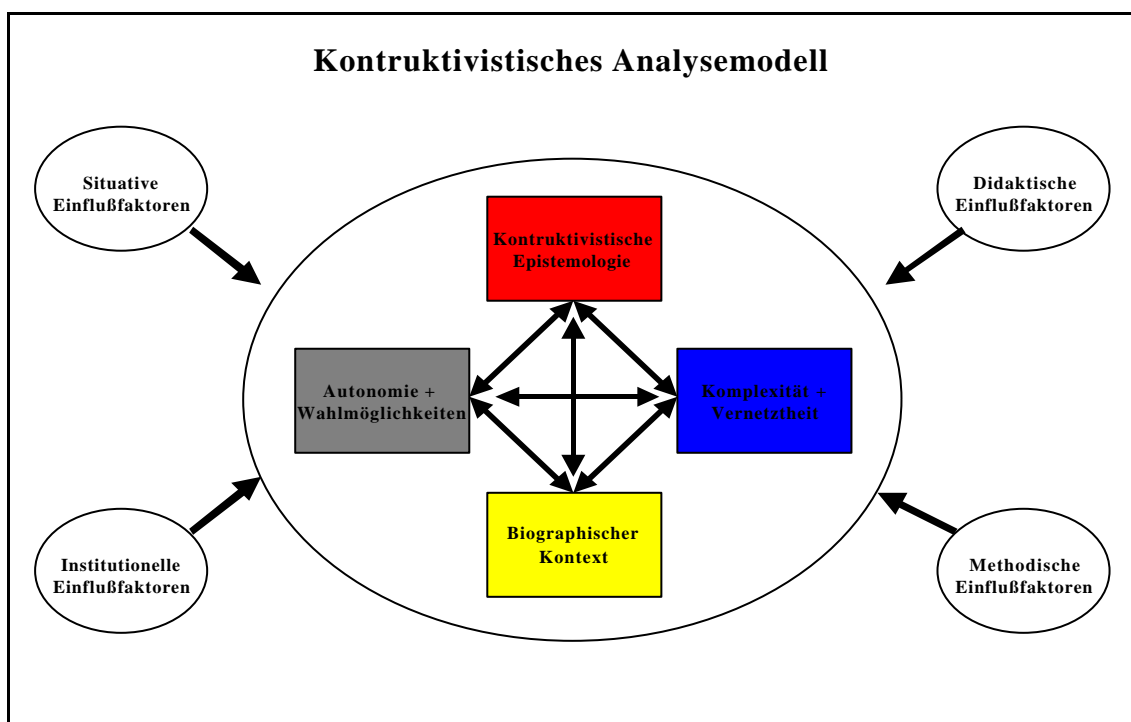 Kontruktivistisches Analysemodell
Situative
Einflußfaktoren
Didaktische
Einflußfaktoren
Kontruktivistische
Epistemologie
Autonomie +
Wahlmöglichkeiten
Komplexität +
Vernetztheit
Biographischer
Kontext
Institutionelle
Einflußfaktoren
Methodische
Einflußfaktoren